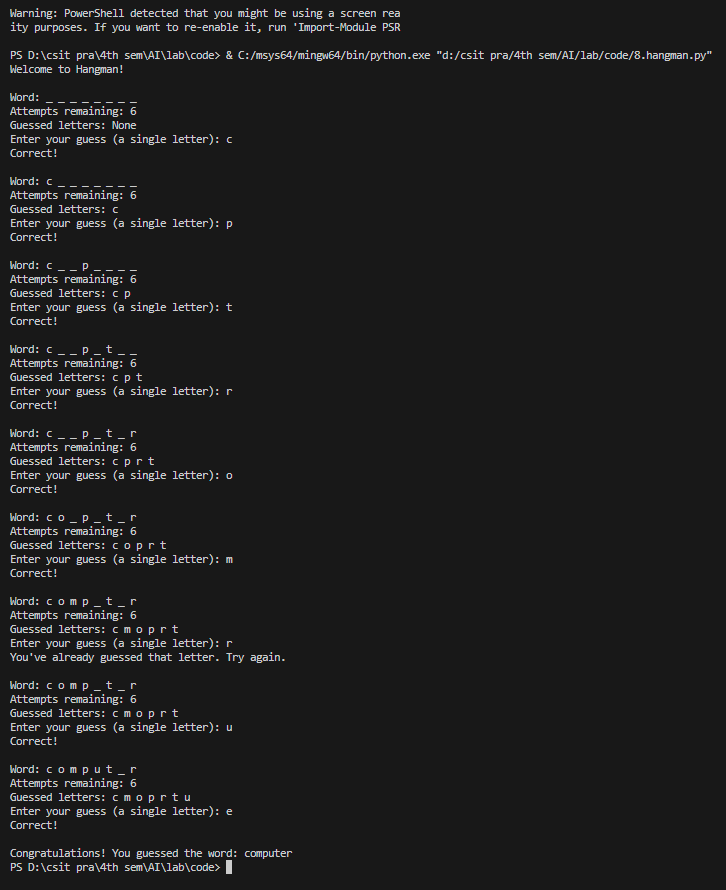 Warning: PowerShell detected that you might be using a screen rea
ity purposes. If you want to re-enable it, run 'Import-Module PSR
PS D:\csit pra\4th sem\AI\lab\code> & C:/msys64/mingw64/bin/python.exe "d:/csit pra/4th sem/AI/lab/code/8.hangman.py"
Welcome to Hangman!
Word: _ _ _ _ _ _ _ _
Attempts remaining: 6
Guessed letters: None
Enter your guess (a single letter): c
Correct!
Word: c _ _ _ _ _ _ _
Attempts remaining: 6
Guessed letters: c
Enter your guess (a single letter): p
Correct!
Word: c _ _ p _ _ _ _
Attempts remaining: 6
Guessed letters: c p
Enter your guess (a single letter): t
Correct!
Word: c _ _ p _ t _ _
Attempts remaining: 6
Guessed letters: c p t
Enter your guess (a single letter): r
Correct!
Word: c _ _ p _ t _ r
Attempts remaining: 6
Guessed letters: c p r t
Enter your guess (a single letter): o
Correct!
Word: c o _ p _ t _ r
Attempts remaining: 6
Guessed letters: c o p r t
Enter your guess (a single letter): m
Correct!
Word: c o m p _ t _ r
Attempts remaining: 6
Guessed letters: c m o p r t
Enter your guess (a single letter): r
You've already guessed that letter. Try again.
Word: c o m p _ t _ r
Attempts remaining: 6
Guessed letters: c m o p r t
Enter your guess (a single letter): u
Correct!
Word: c o m p u t _ r
Attempts remaining: 6
Guessed letters: c m o p r t u
Enter your guess (a single letter): e
Correct!
Congratulations! You guessed the word: computer
PS D:\csit pra\4th sem\AI\lab\code>